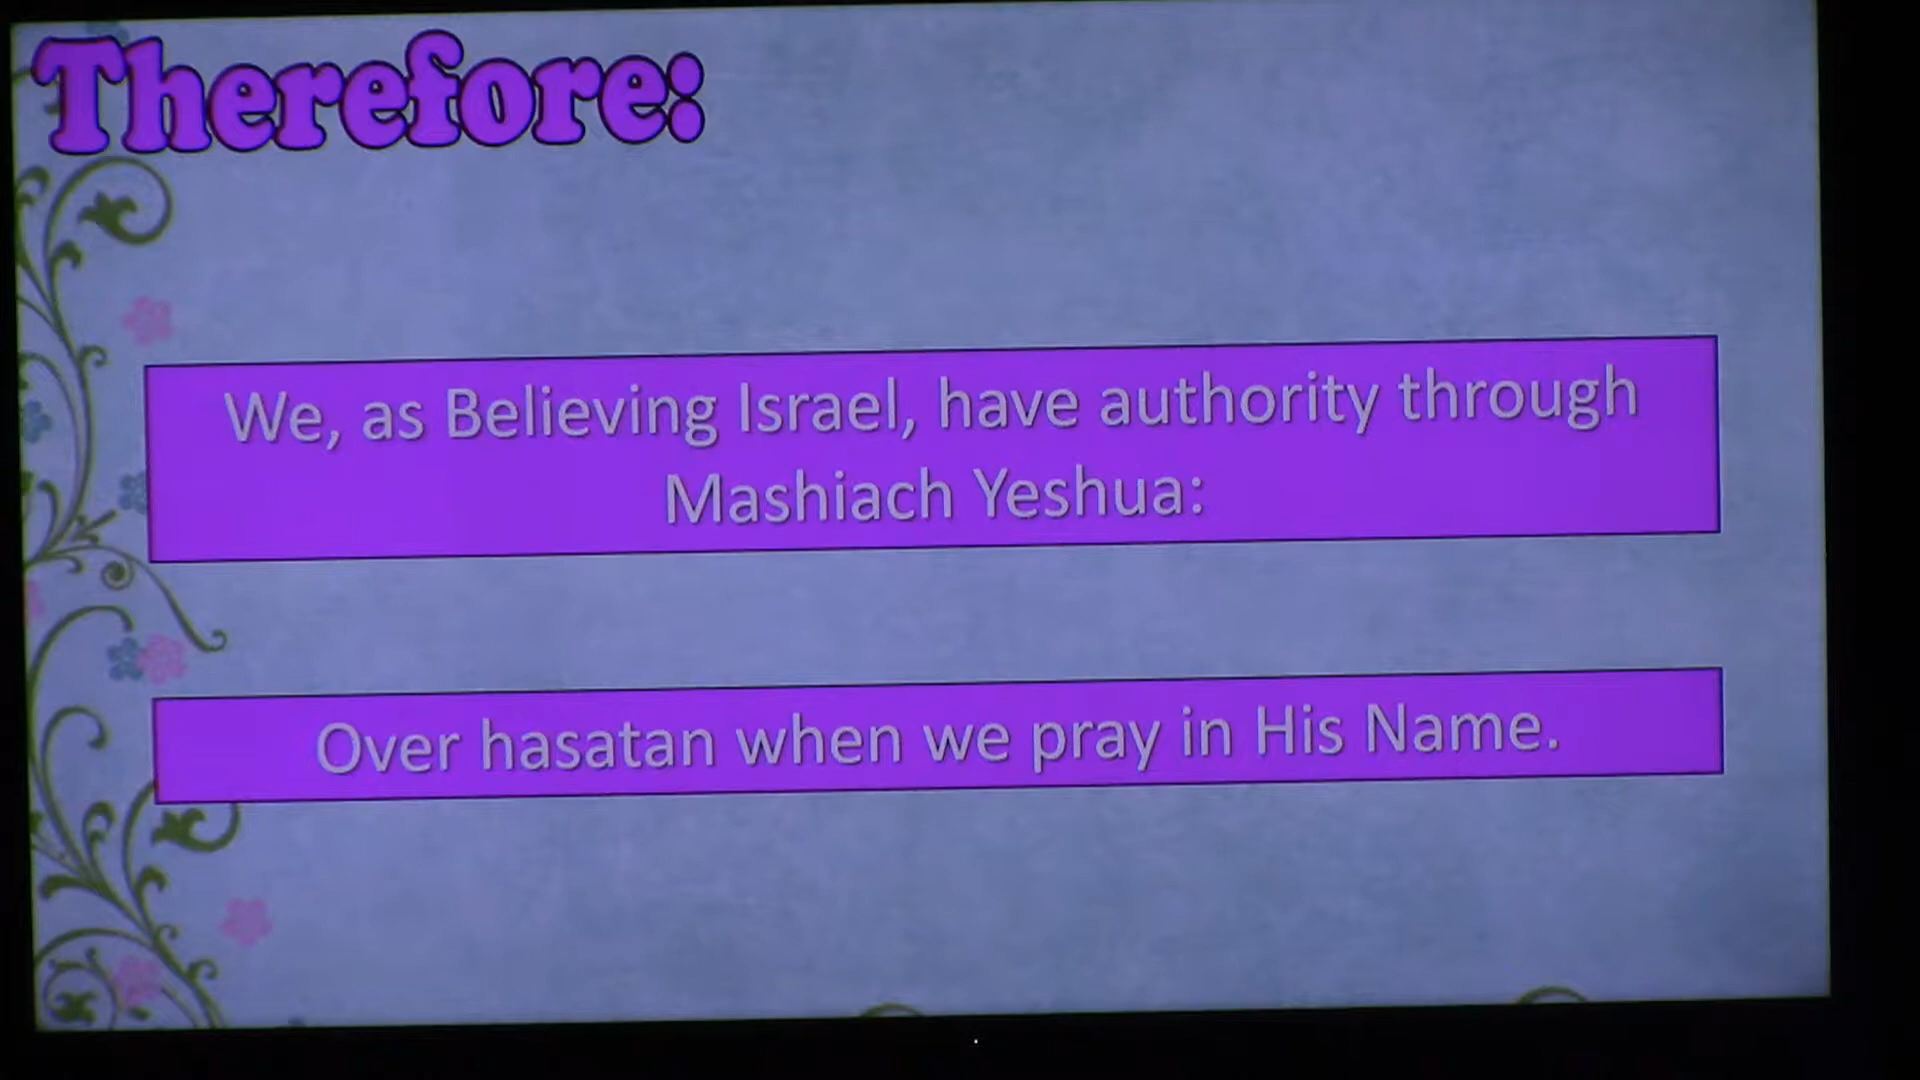 Therefore:
We, as Believing Israel, have authority through
Mashiach Yeshua:
Over hasatan when we pray in His Name.